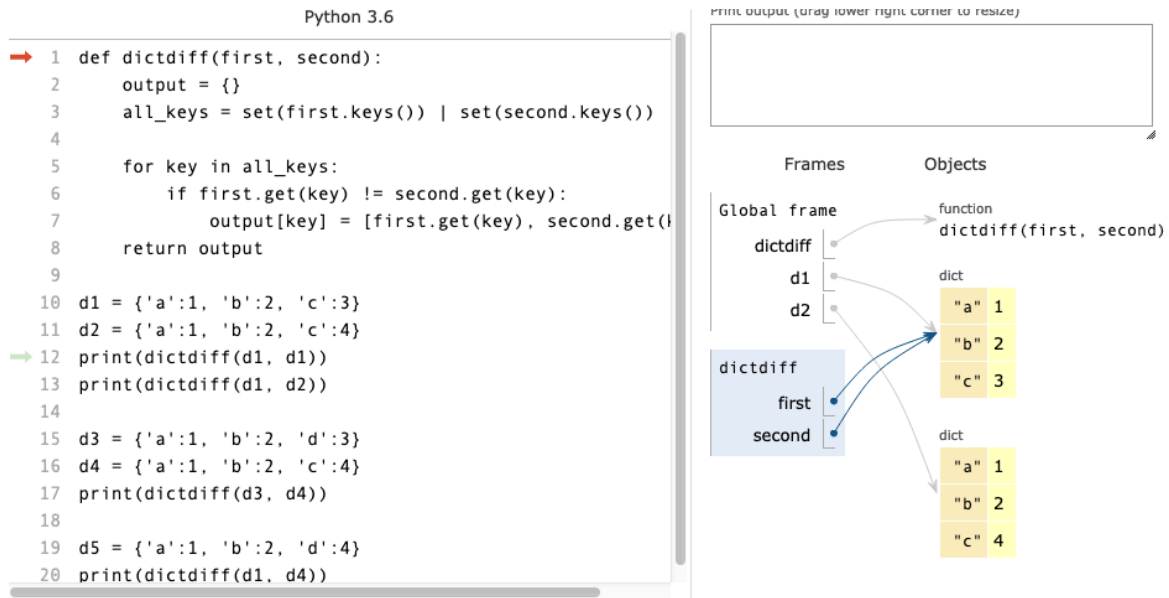 Python 3.6
1 def dictdiff(first, second):
2 output = {}
3 all_keys = set(first.keys()) | set(second.keys())
4
5 for key in all_keys:
6 if first.get(key) != second.get(key):
7 output[key] = [first.get(key), second.get(k
8 return output
9
10 d1 = {'a':1, 'b':2, 'c':3}
11 d2 = {'a':1, 'b':2, 'c':4}
12 print(dictdiff(d1, d1))
13 print(dictdiff(d1, d2))
14
15 d3 = {'a':1, 'b':2, 'd':3}
16 d4 = {'a':1, 'b':2, 'c':4}
17 print(dictdiff(d3, d4))
18
19 d5 = {'a':1, 'b':2, 'd':4}
20 print(dictdiff(d1, d4))
Print output (drag lower right corner to resize)
Frames Objects
Global frame
dictdiff
d1
d2
dictdiff
first
second
function
dictdiff(first, second)
dict
"a" 1
"b" 2
"c" 3
dict
"a" 1
"b" 2
"c" 4